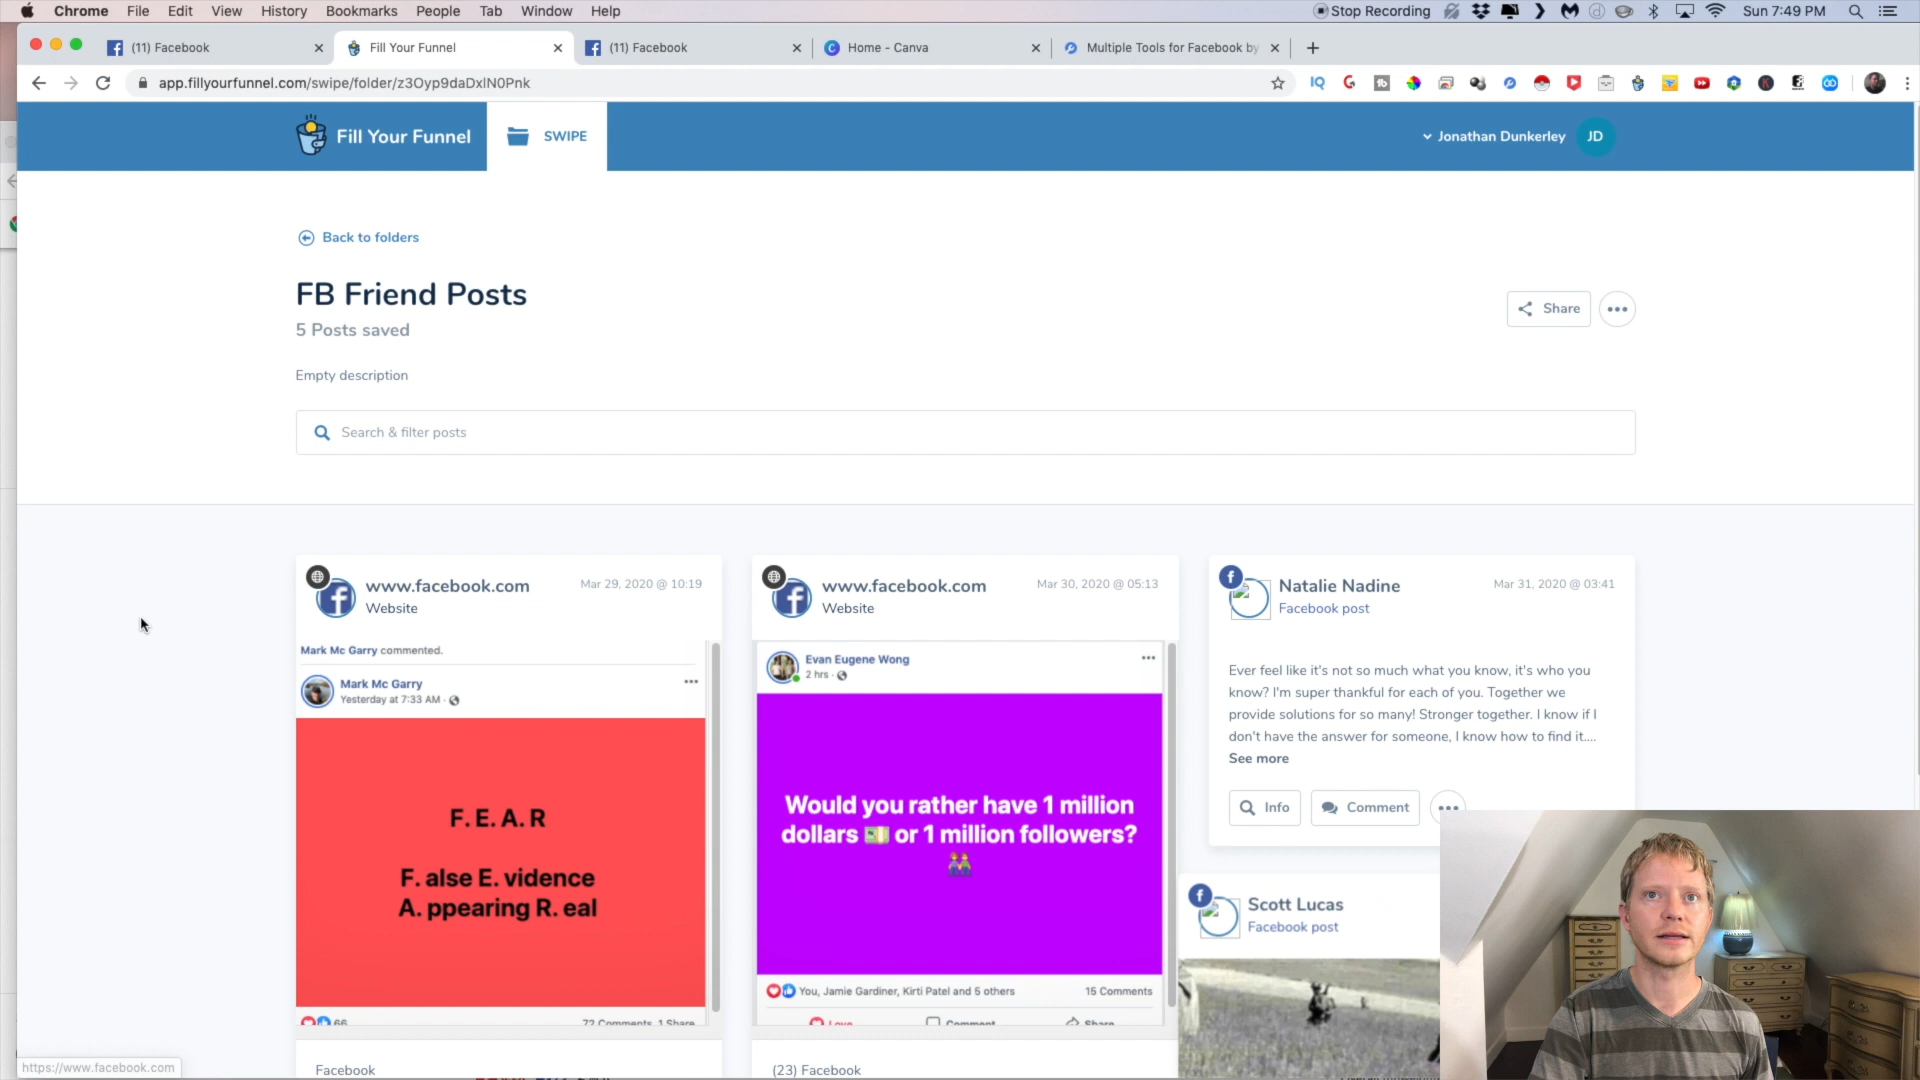 Chrome File Edit View History Bookmarks People Tab Window Help
Stop Recording
Sun 7:49 PM
(11) Facebook
Fill Your Funnel
(11) Facebook
Home - Canva
Multiple Tools for Facebook by
app.fillyourfunnel.com/swipe/folder/z3Oyp9daDxlN0Pnk
Fill Your Funnel
SWIPE
Jonathan Dunkerley
JD
Back to folders
FB Friend Posts
5 Posts saved
Share
Empty description
Search & filter posts
www.facebook.com
Mar 29, 2020 @ 10:19
Website
Mark Mc Garry commented.
Mark Mc Garry
Yesterday at 7:33 AM
F. E. A. R
F. alse E. vidence
A. ppearing R. eal
66
72 Comments 1 Share
Facebook
www.facebook.com
Mar 30, 2020 @ 05:13
Website
Evan Eugene Wong
2 hrs
Would you rather have 1 million
dollars 💵 or 1 million followers?
👫
You, Jamie Gardiner, Kirti Patel and 5 others
15 Comments
Love
Comment
Share
(23) Facebook
Natalie Nadine
Mar 31, 2020 @ 03:41
Facebook post
Ever feel like it's not so much what you know, it's who you
know? I'm super thankful for each of you. Together we
provide solutions for so many! Stronger together. I know if I
don't have the answer for someone, I know how to find it....
See more
Info
Comment
Scott Lucas
Facebook post
https://www.facebook.com